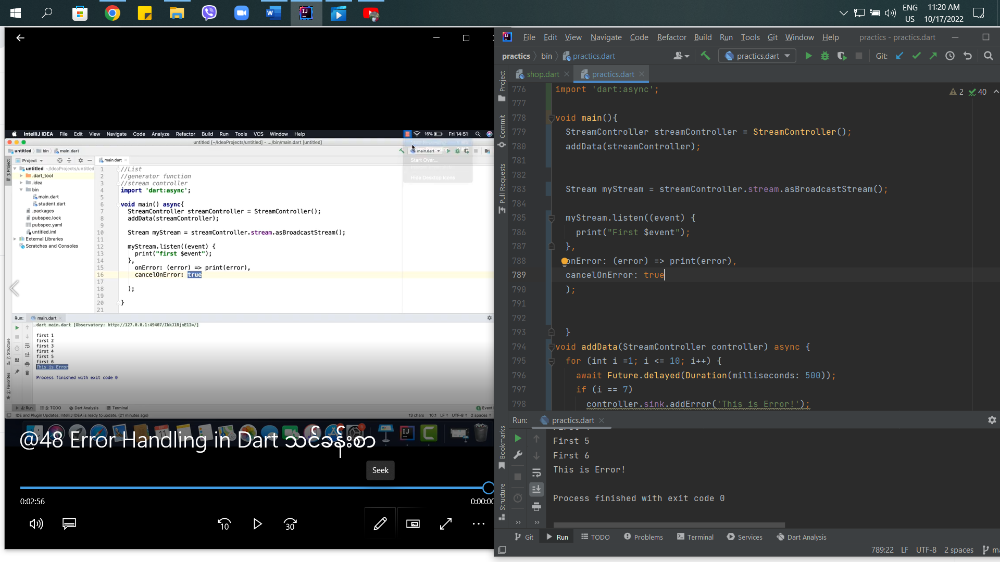 ENG
US
11:20 AM
10/17/2022
IntelliJ IDEA File Edit View Navigate Code Analyze Refactor Build Run Tools VCS Window Help 16% Fri 14:51
untitled [~/IdeaProjects/untitled] - .../bin/main.dart [untitled]
untitled bin main.dart
main.dart
Project
main.dart
Start Over...
Hide Desktop Icons
1: Project
untitled ~/IdeaProjects/untitled
.dart_tool
.idea
bin
main.dart
student.dart
.packages
pubspec.lock
pubspec.yaml
untitled.iml
External Libraries
Scratches and Consoles
1 //List
2 //generator function
3 //stream controller
4 import 'dart:async';
5
6 void main() async{
7 StreamController streamController = StreamController();
8 addData(streamController);
9
10 Stream myStream = streamController.stream.asBroadcastStream();
11
12 myStream.listen((event) {
13 print("first $event");
14 },
15 onError: (error) => print(error),
16 cancelOnError: true
17
18 );
19
20 }
21
Run: main.dart
dart main.dart [Observatory: http://127.0.0.1:49407/IkkJ1RjnE1I=/]
first 1
first 2
first 3
first 4
first 5
first 6
This is Error
Process finished with exit code 0
Z: Structure
2: Favorites
4: Run 6: TODO Dart Analysis Terminal Event
IDE and Plugin Updates: IntelliJ IDEA is ready to update. (21 minutes ago) 13 chars 10:1 LF UTF-8 2 spaces
@48 Error Handling in Dart သင်ခန်းစာ
Seek
0:02:56
0:00:00
10
30
File Edit View Navigate Code Refactor Build Run Tools Git Window Help practics - practics.dart
practics bin practics.dart
practics.dart
Git:
shop.dart practics.dart
2 40
Project
Commit
Pull Requests
Bookmarks
Structure
776 import 'dart:async';
777
778 void main(){
779 StreamController streamController = StreamController();
780 addData(streamController);
781
782
783 Stream myStream = streamController.stream.asBroadcastStream();
784
785 myStream.listen((event) {
786 print("First $event");
787 },
788 onError: (error) => print(error),
789 cancelOnError: true
790 );
791
792
793 }
794 void addData(StreamController controller) async {
795 for (int i =1; i <= 10; i++) {
796 await Future.delayed(Duration(milliseconds: 500));
797 if (i == 7)
798 controller.sink.addError('This is Error!');
Run: practics.dart
First 5
First 6
This is Error!
Process finished with exit code 0
Git Run TODO Problems Terminal Services Dart Analysis
789:22 LF UTF-8 2 spaces